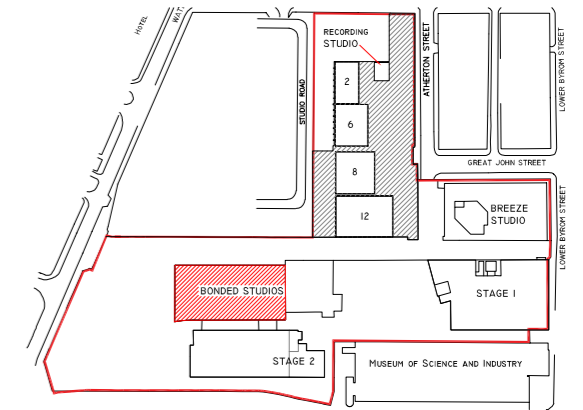 HOTEL
WAT
RECORDING
STUDIO
STUDIO ROAD
ATHERTON STREET
LOWER BYROM STREET
2
6
8
12
GREAT JOHN STREET
BREEZE
STUDIO
LOWER BYROM STREET
BONDED STUDIOS
STAGE 1
STAGE 2
MUSEUM OF SCIENCE AND INDUSTRY